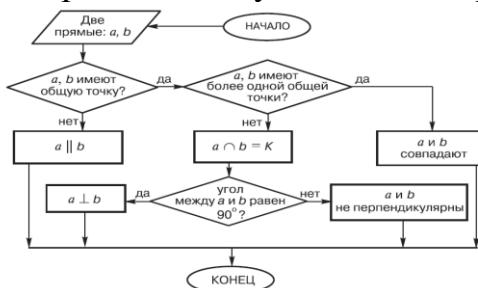 Две
прямые: a, b
НАЧАЛО
a, b имеют
общую точку?
да
a, b имеют
более одной общей
точки?
да
нет
нет
a || b
a ∩ b = K
a и b
совпадают
a ⊥ b
да
угол
между a и b равен
90°?
нет
a и b
не перпендикулярны
КОНЕЦ